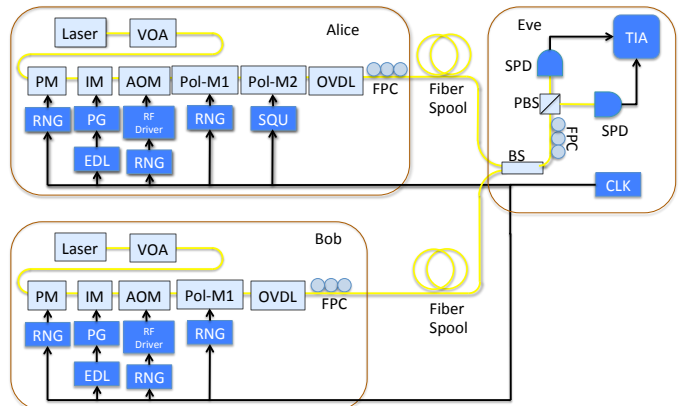 Alice
Laser
VOA
PM
IM
AOM
Pol-M1
Pol-M2
OVDL
FPC
RNG
PG
RF
Driver
RNG
SQU
EDL
RNG
Fiber
Spool
Eve
SPD
TIA
PBS
SPD
FPC
BS
CLK
Bob
Laser
VOA
PM
IM
AOM
Pol-M1
OVDL
FPC
RNG
PG
RF
Driver
RNG
EDL
RNG
Fiber
Spool